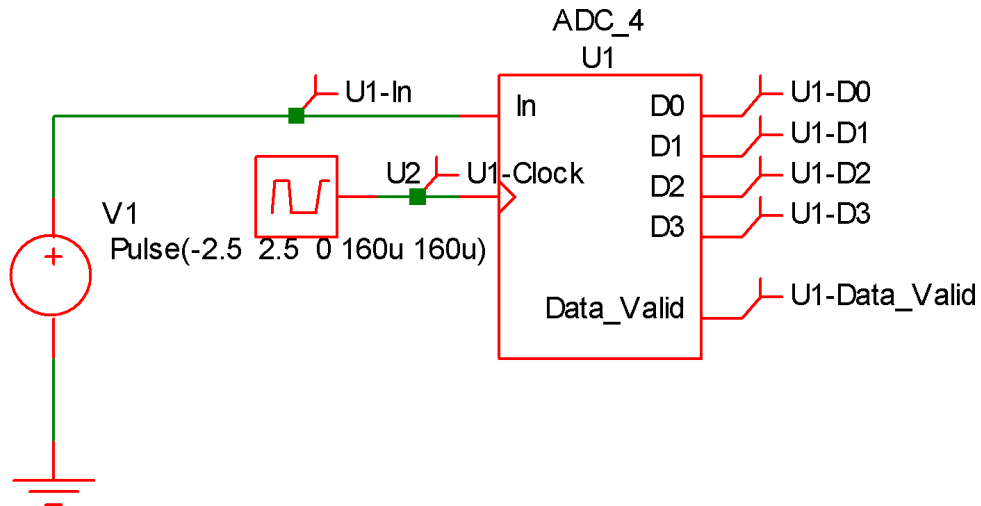 ADC_4
U1
U1-In
In
D0
U1-D0
D1
U1-D1
U2
U1-Clock
D2
U1-D2
D3
U1-D3
V1
Pulse(-2.5 2.5 0 160u 160u)
Data_Valid
U1-Data_Valid